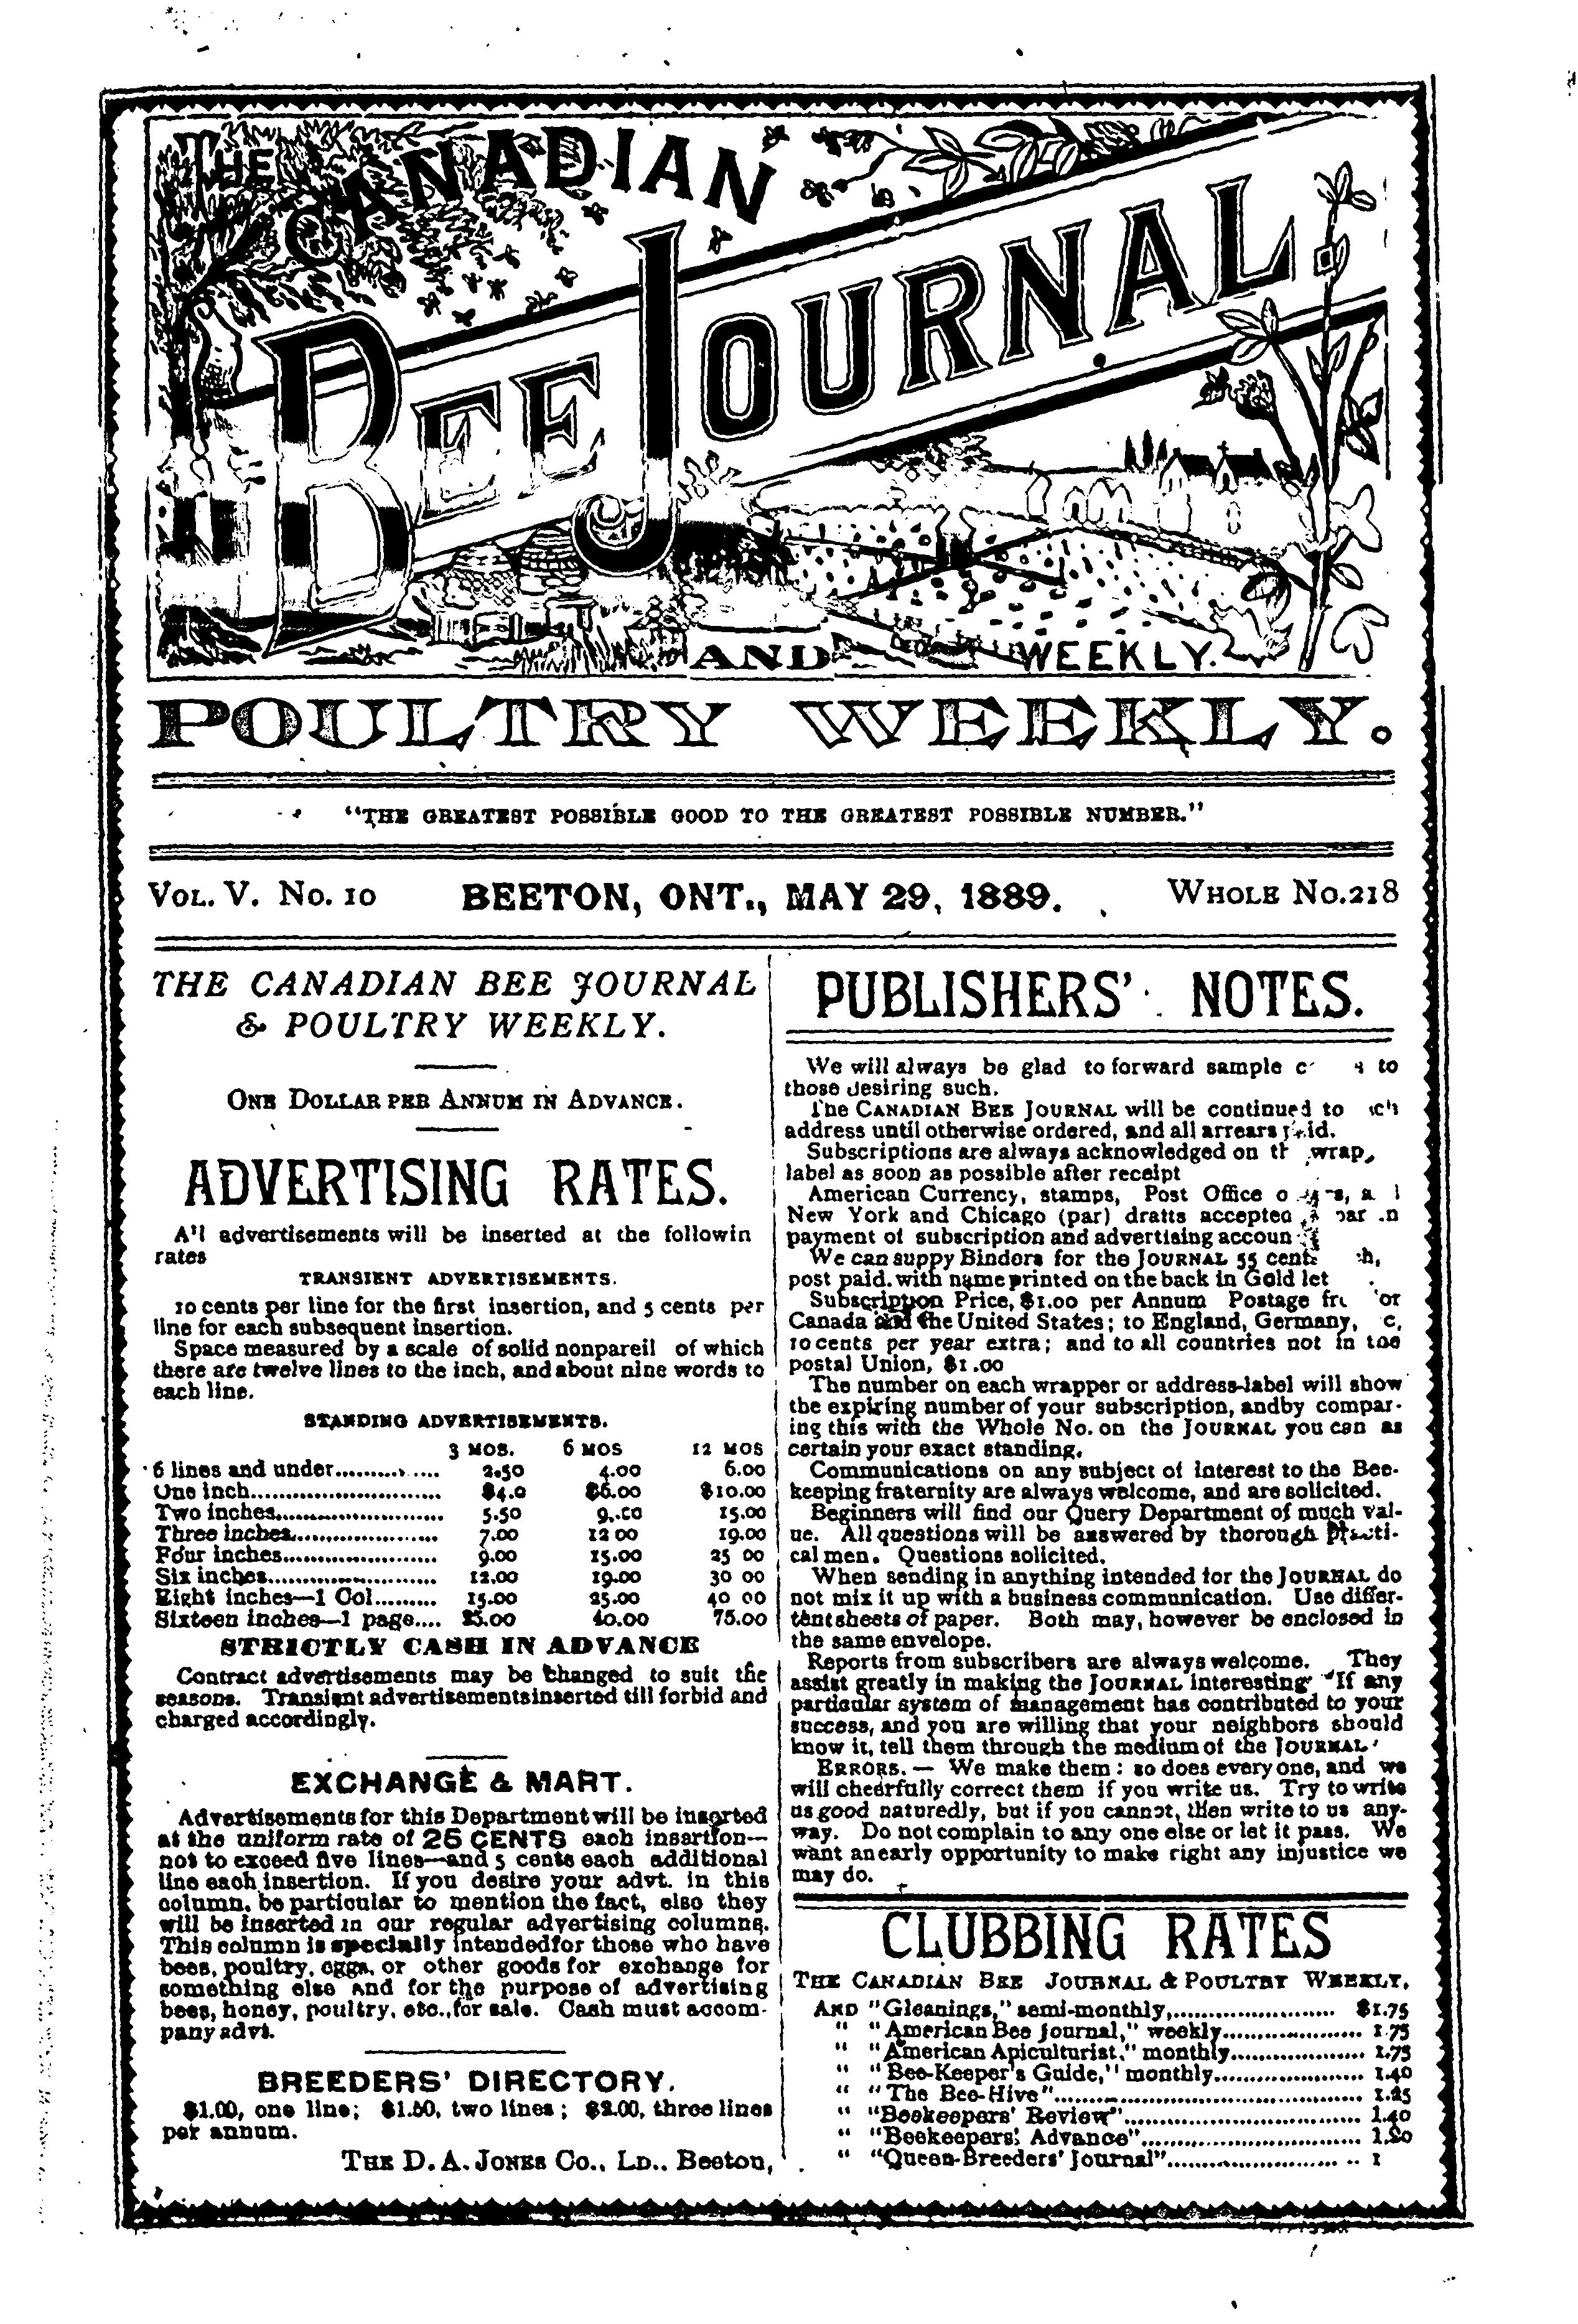 THE
CANADIAN
BEE JOURNAL.
AND WEEKLY.
POULTRY WEEKLY.
"THE GREATEST POSSIBLE GOOD TO THE GREATEST POSSIBLE NUMBER."
VOL. V. NO. 10 BEETON, ONT., MAY 29, 1889. WHOLE NO. 218
THE CANADIAN BEE JOURNAL
& POULTRY WEEKLY.
ONE DOLLAR PER ANNUM IN ADVANCE.
ADVERTISING RATES.
All advertisements will be inserted at the followin
rates
TRANSIENT ADVERTISEMENTS.
10 cents per line for the first insertion, and 5 cents per
line for each subsequent insertion.
Space measured by a scale of solid nonpareil of which
there are twelve lines to the inch, and about nine words to
each line.
STANDING ADVERTISEMENTS.
3 MOS. 6 MOS 12 MOS
6 lines and under............ 2.50 4.00 6.00
One inch............................ $4.0 $6.00 $10.00
Two inches........................ 5.50 9.00 15.00
Three inches..................... 7.00 12 00 19.00
Four inches....................... 9.00 15.00 25 00
Six inches......................... 12.00 19.00 30 00
Eight inches—1 Col......... 15.00 25.00 40 00
Sixteen inches—1 page.... 25.00 40.00 75.00
STRICTLY CASH IN ADVANCE
Contract advertisements may be changed to suit the
seasons. Transient advertisements inserted till forbid and
charged accordingly.
EXCHANGE & MART.
Advertisements for this Department will be inserted
at the uniform rate of 25 CENTS each insertion—
not to exceed five lines—and 5 cents each additional
line each insertion. If you desire your advt. in this
column, be particular to mention the fact, else they
will be inserted in our regular advertising columns.
This column is specially intended for those who have
bees, poultry, eggs, or other goods for exchange for
something else and for the purpose of advertising
bees, honey, poultry, etc., for sale. Cash must accom-
pany advt.
BREEDERS' DIRECTORY.
$1.00, one line; $1.50, two lines; $2.00, three lines
per annum.
THE D. A. JONES CO., LD., Beeton,
PUBLISHERS' NOTES.
We will always be glad to forward sample to
those desiring such.
The CANADIAN BEE JOURNAL will be continued to
address until otherwise ordered, and all arrears paid.
Subscriptions are always acknowledged on wrap
label as soon as possible after receipt
American Currency, stamps, Post Office
New York and Chicago (par) drafts accepted
payment of subscription and advertising
We can suppy Binders for the JOURNAL 55
post paid. with name printed on the back in Gold
Subscription Price, $1.00 per Annum Postage
Canada and the United States; to England, Germany,
10 cents per year extra; and to all countries not in the
postal Union, $1.00
The number on each wrapper or address-label will show
the expiring number of your subscription, andby compar-
ing this with the Whole No. on the JOURNAL you can as
certain your exact standing.
Communications on any subject of interest to the Bee-
keeping fraternity are always welcome, and are solicited.
Beginners will find our Query Department of much val-
ue. All questions will be answered by thorough practi-
cal men. Questions solicited.
When sending in anything intended for the JOURNAL do
not mix it up with a business communication. Use differ-
tent sheets of paper. Both may, however be enclosed in
the same envelope.
Reports from subscribers are always welcome. They
assist greatly in making the JOURNAL interesting If any
particular system of management has contributed to your
success, and you are willing that your neighbors should
know it, tell them through the medium of the JOURNAL
ERRORS. — We make them: so does every one, and we
will cheerfully correct them if you write us. Try to write
us good naturedly, but if you cannot, then write to us any-
way. Do not complain to any one else or let it pass. We
want an early opportunity to make right any injustice we
may do.
CLUBBING RATES
THE CANADIAN BEE JOURNAL & POULTRY WEEKLY.
AND "Gleanings," semi-monthly,........................ $1.75
" "American Bee Journal," weekly..................... 1.75
" "American Apiculturist," monthly.................... 1.75
" "Bee-Keeper's Guide," monthly...................... 1.40
" "The Bee-Hive"............................................. 1.25
" "Beekeepers' Review"................................... 1.40
" "Beekeepers' Advance"................................. 1.20
" "Queen-Breeders' Journal"............................ 1